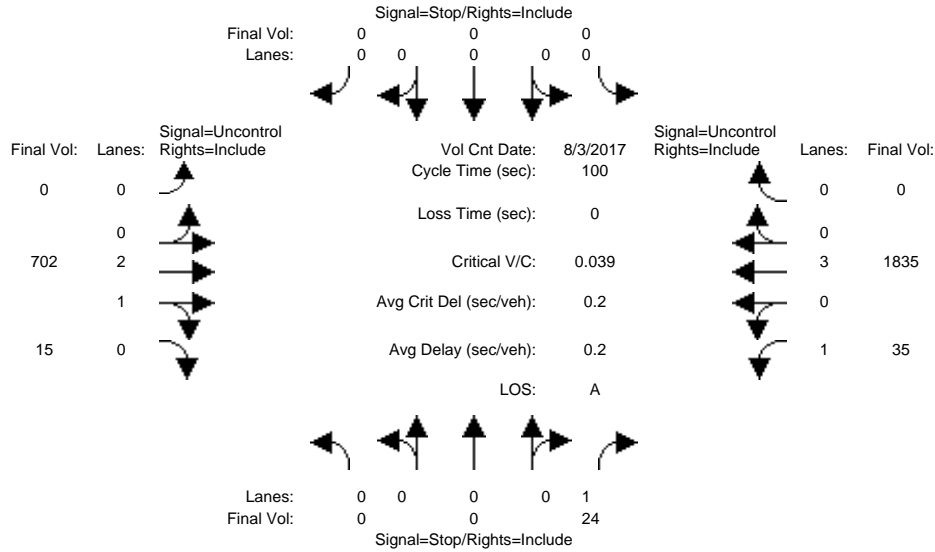 Signal=Stop/Rights=Include
Final Vol: 0 0 0
Lanes: 0 0 0 0 0
Signal=Uncontrol Signal=Uncontrol
Final Vol: Lanes: Rights=Include Vol Cnt Date: 8/3/2017 Rights=Include Lanes: Final Vol:
Cycle Time (sec): 100
0 0 0 0
Loss Time (sec): 0
0 0
702 2 Critical V/C: 0.039 3 1835
1 Avg Crit Del (sec/veh): 0.2 0
15 0 Avg Delay (sec/veh): 0.2 1 35
LOS: A
Lanes: 0 0 0 0 1
Final Vol: 0 0 24
Signal=Stop/Rights=Include